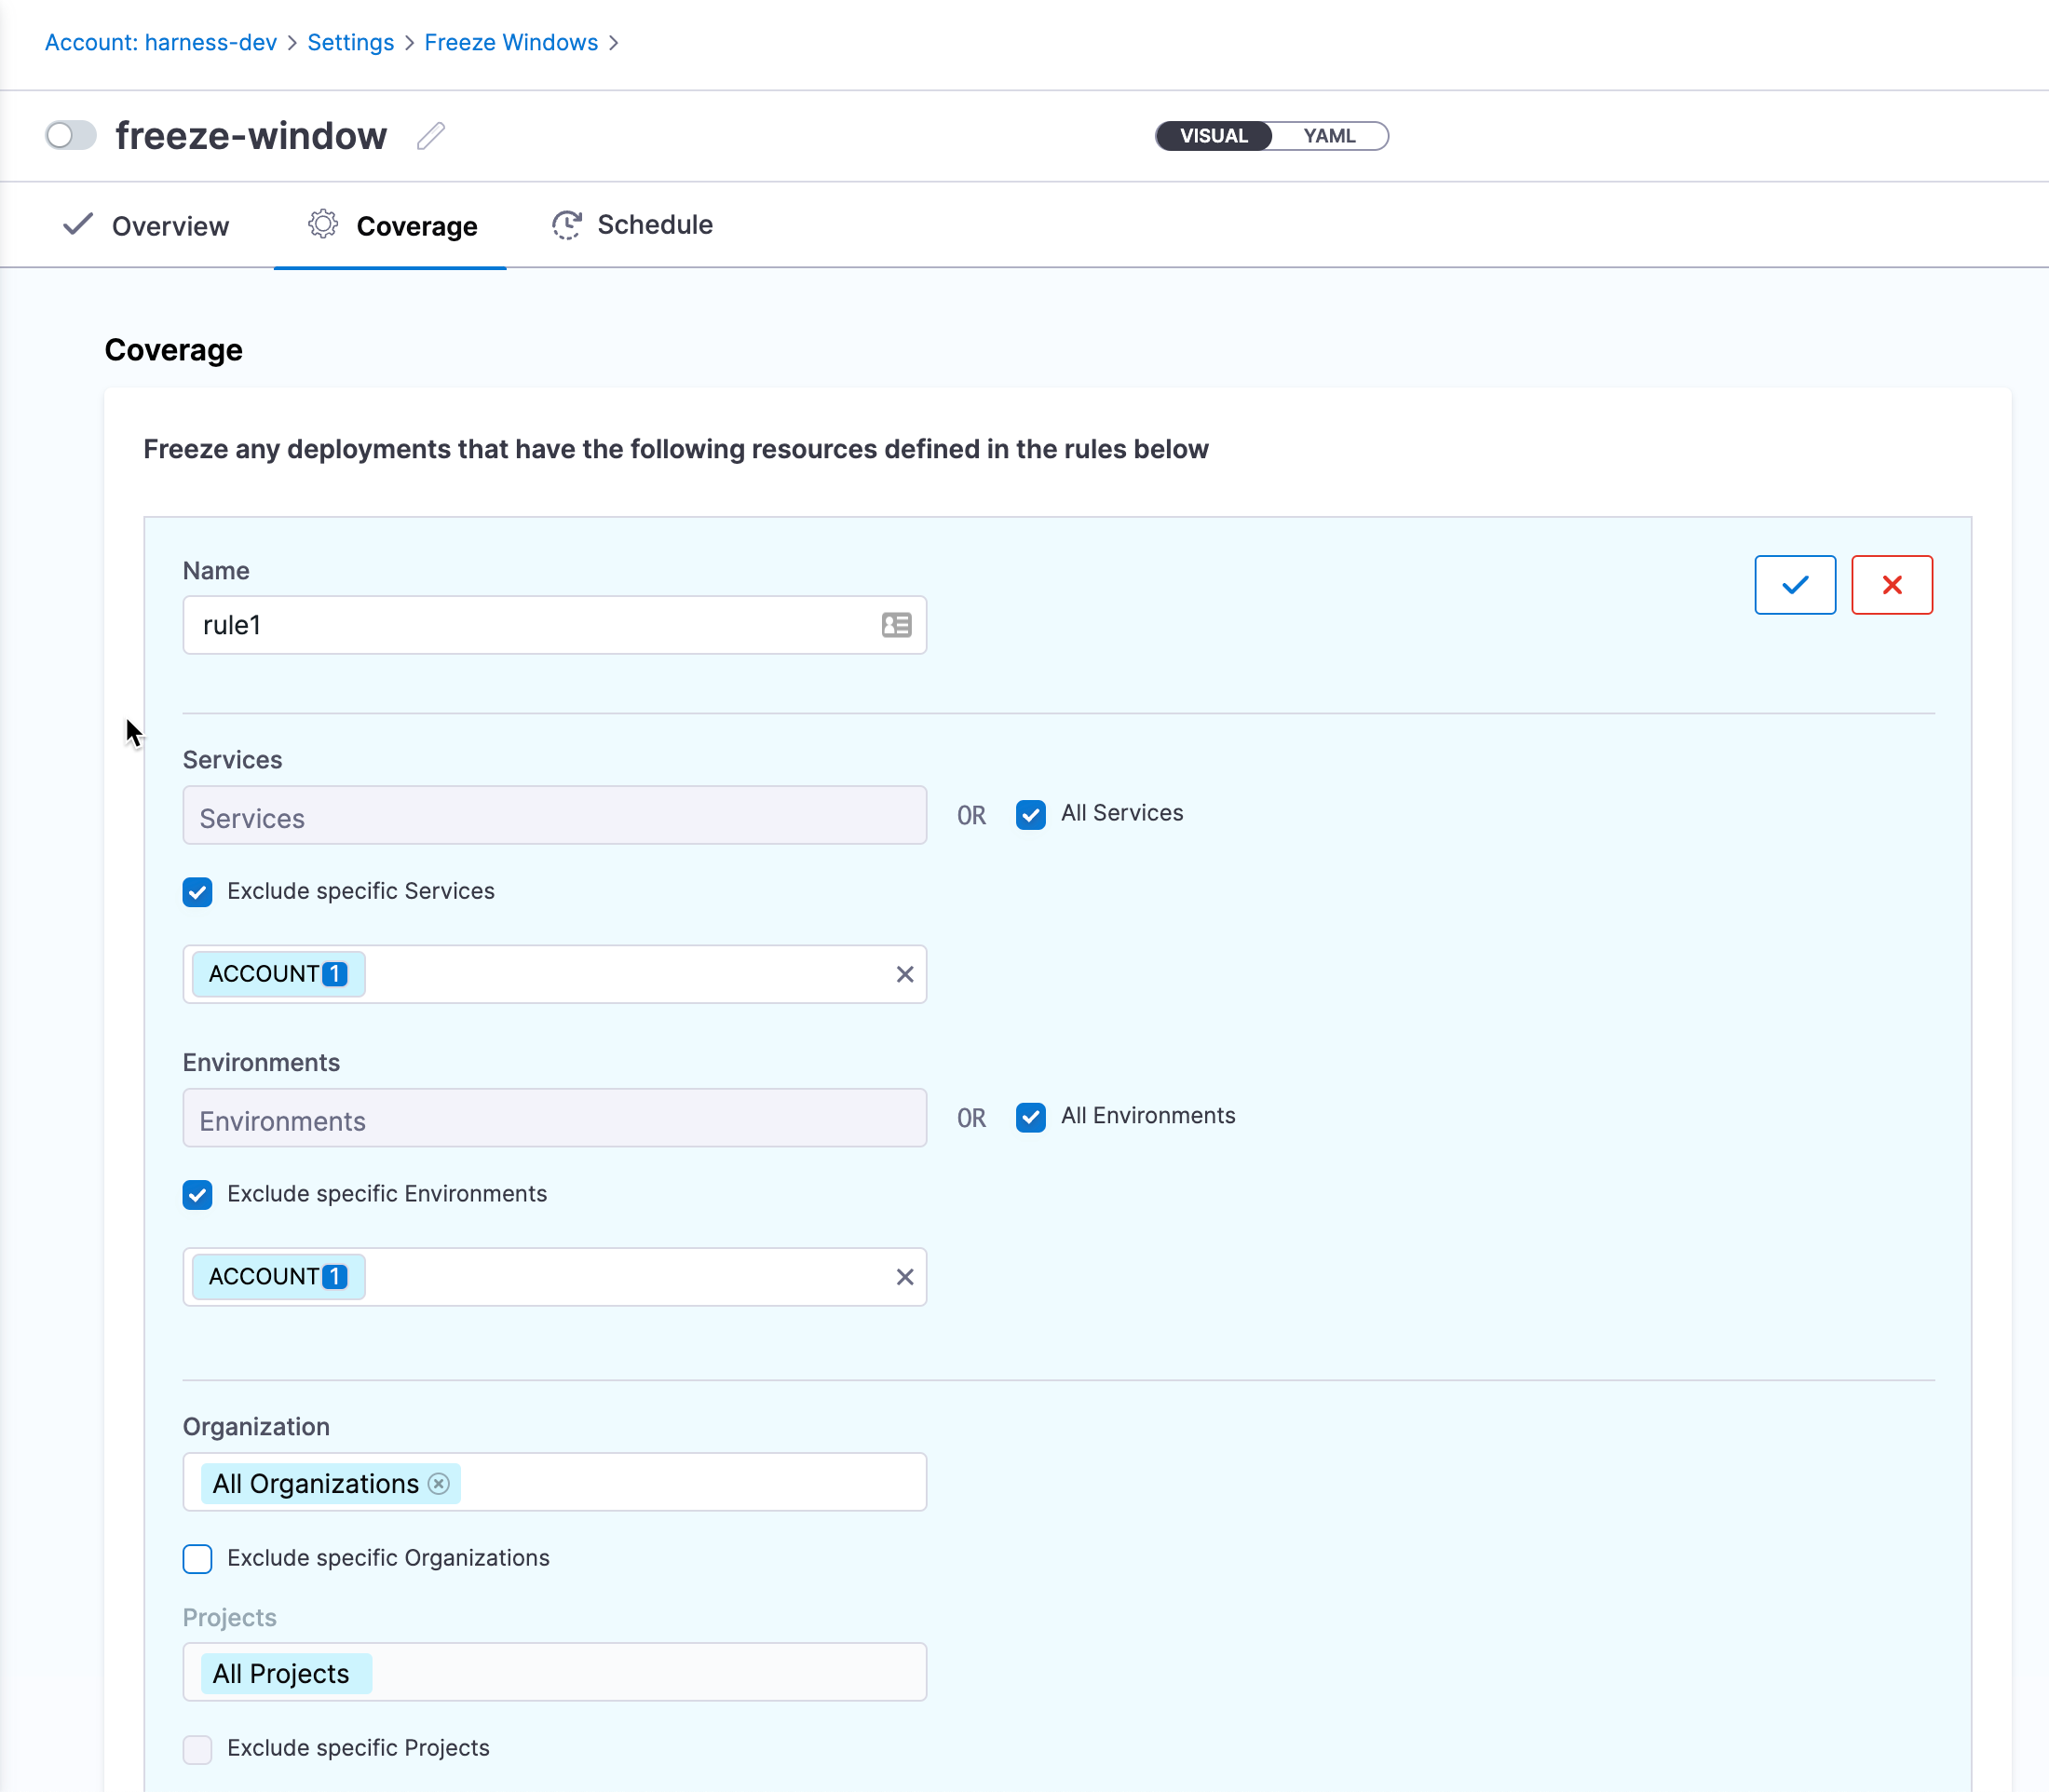 Account: harness-dev > Settings > Freeze Windows >
freeze-window
VISUAL YAML
Overview Coverage Schedule
Coverage
Freeze any deployments that have the following resources defined in the rules below
Name
rule1
Services
Services OR All Services
Exclude specific Services
ACCOUNT 1
Environments
Environments OR All Environments
Exclude specific Environments
ACCOUNT 1
Organization
All Organizations
Exclude specific Organizations
Projects
All Projects
Exclude specific Projects